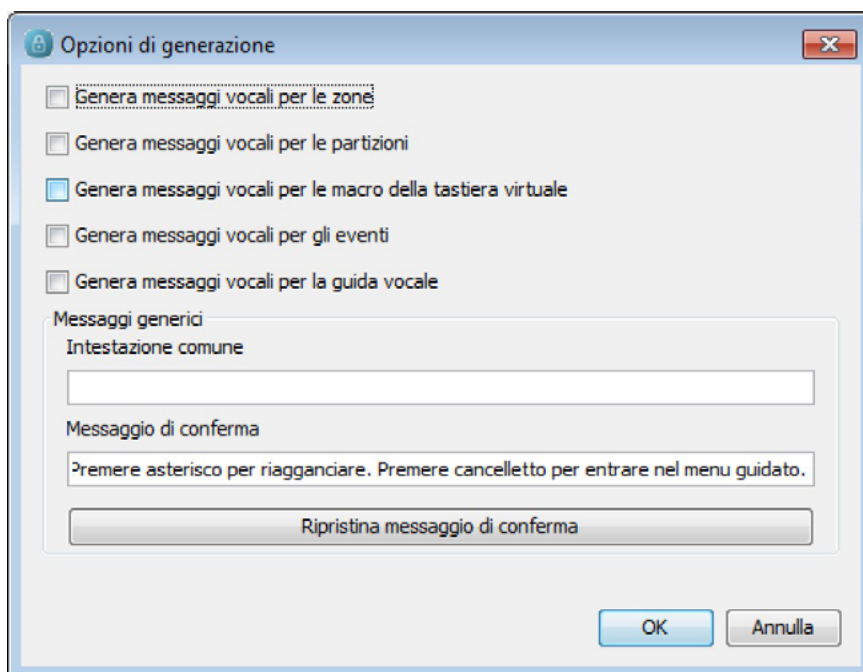 Opzioni di generazione
Genera messaggi vocali per le zone
Genera messaggi vocali per le partizioni
Genera messaggi vocali per le macro della tastiera virtuale
Genera messaggi vocali per gli eventi
Genera messaggi vocali per la guida vocale
Messaggi generici
Intestazione comune
Messaggio di conferma
Premere asterisco per riagganciare. Premere cancelletto per entrare nel menu guidato.
Ripristina messaggio di conferma
OK Annulla